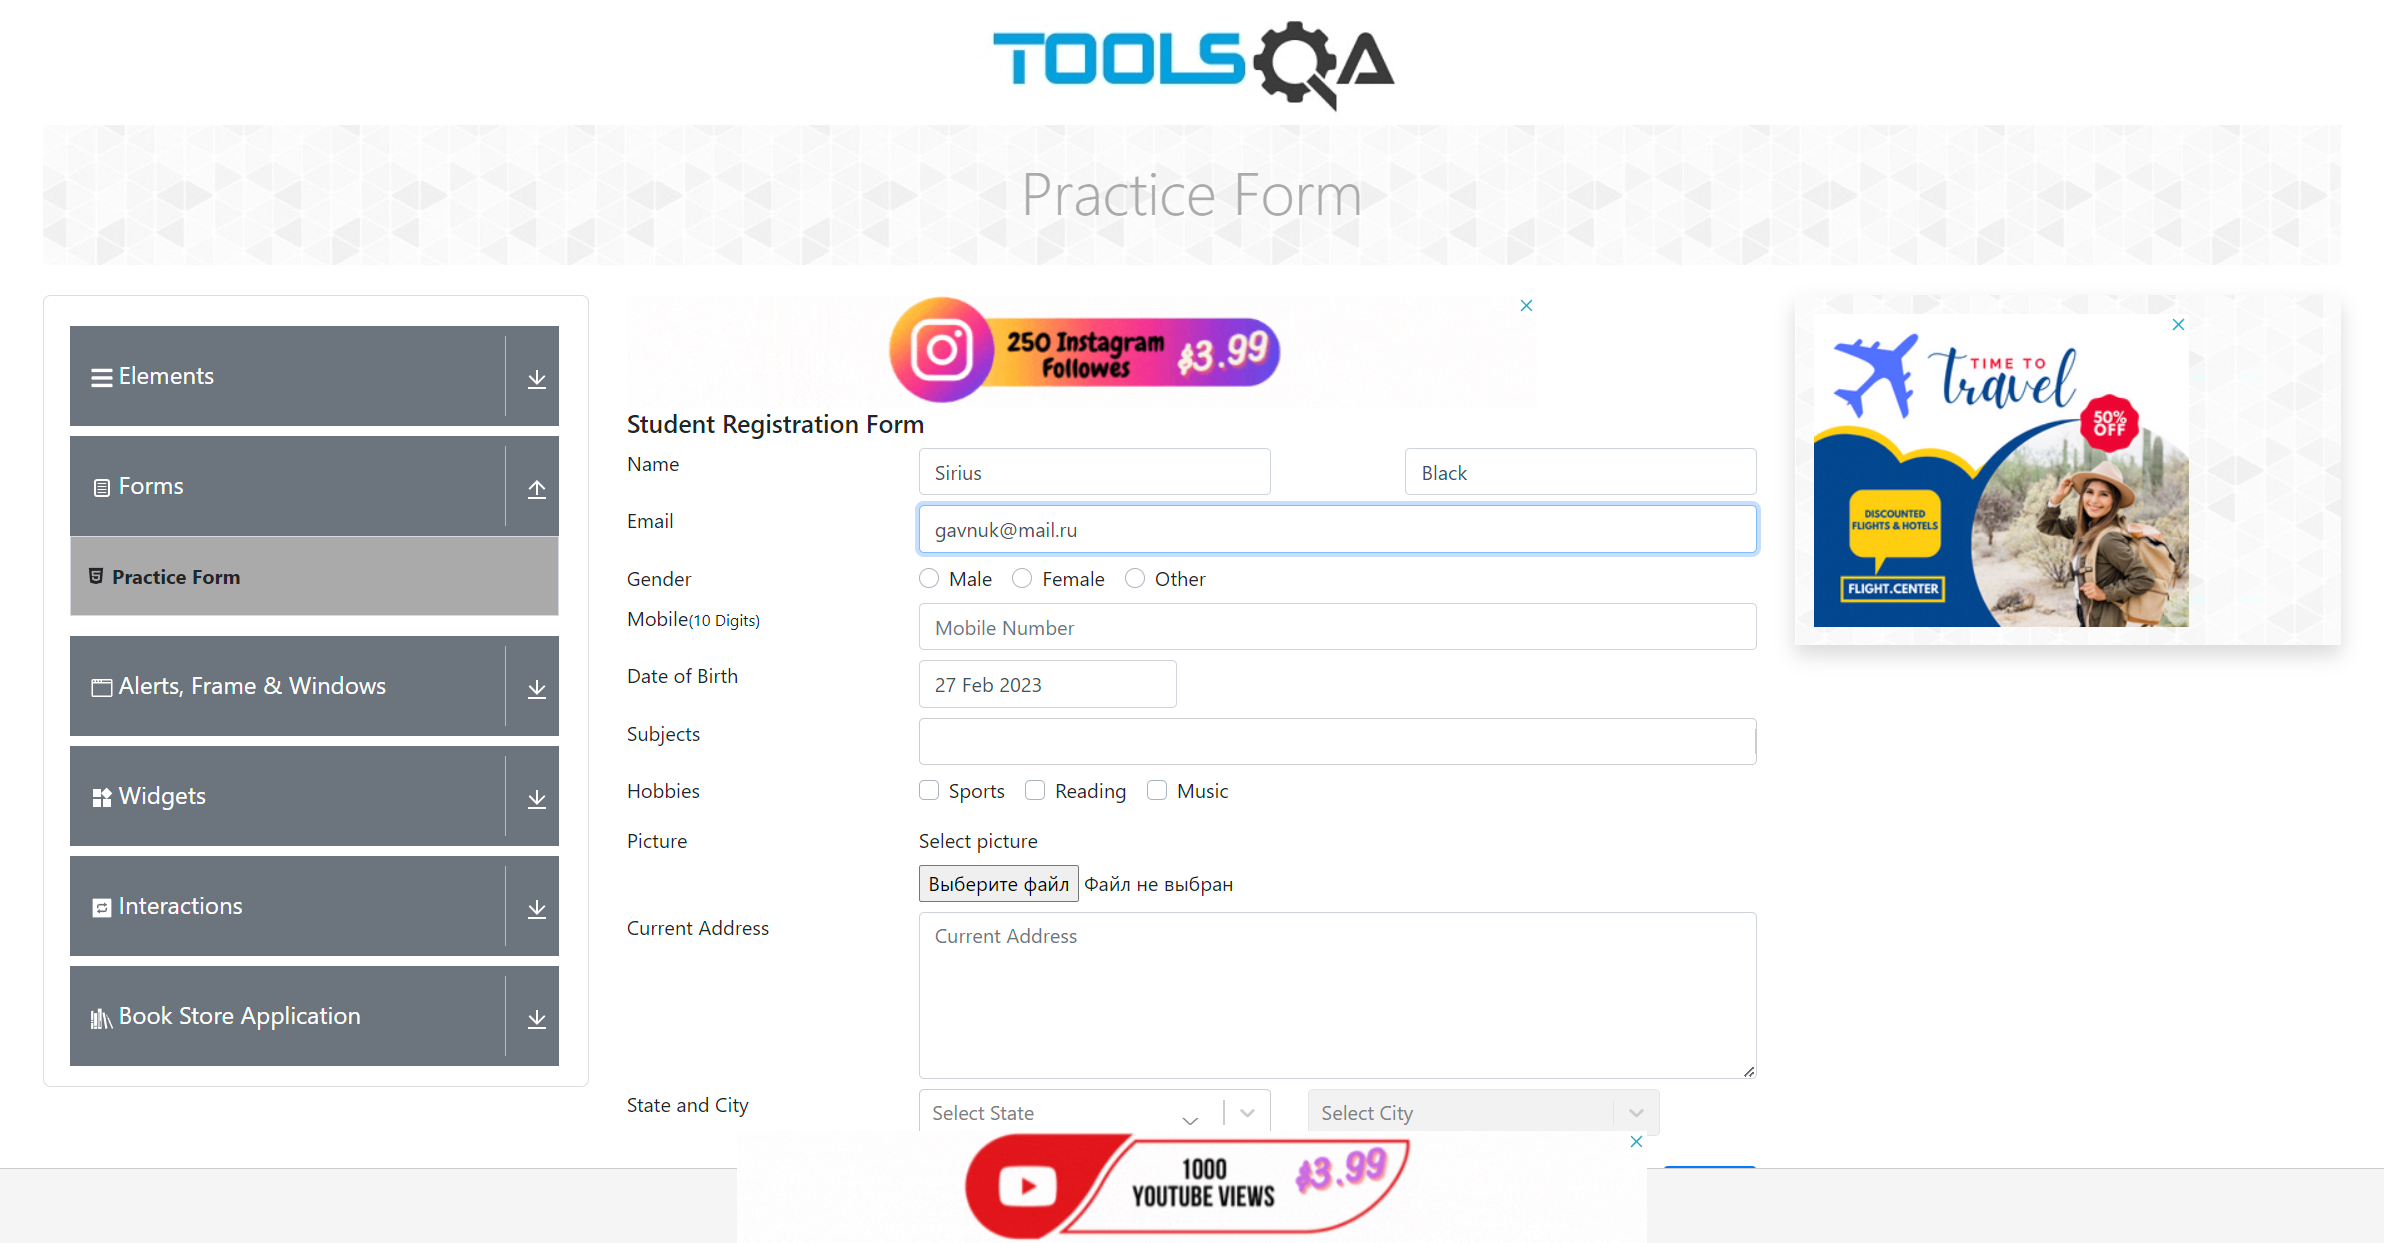 TOOLSQA
Practice Form
Elements
Forms
Practice Form
Alerts, Frame & Windows
Widgets
Interactions
Book Store Application
250 Instagram
Followes
$3.99
Student Registration Form
Name
Sirius
Black
Email
gavnuk@mail.ru
Gender
Male
Female
Other
Mobile(10 Digits)
Mobile Number
Date of Birth
27 Feb 2023
Subjects
Hobbies
Sports
Reading
Music
Picture
Select picture
Выберите файл
Файл не выбран
Current Address
Current Address
State and City
Select State
Select City
TIME TO
travel
50%
OFF
DISCOUNTED
FLIGHTS & HOTELS
FLIGHT.CENTER
1000
YOUTUBE VIEWS
$3.99